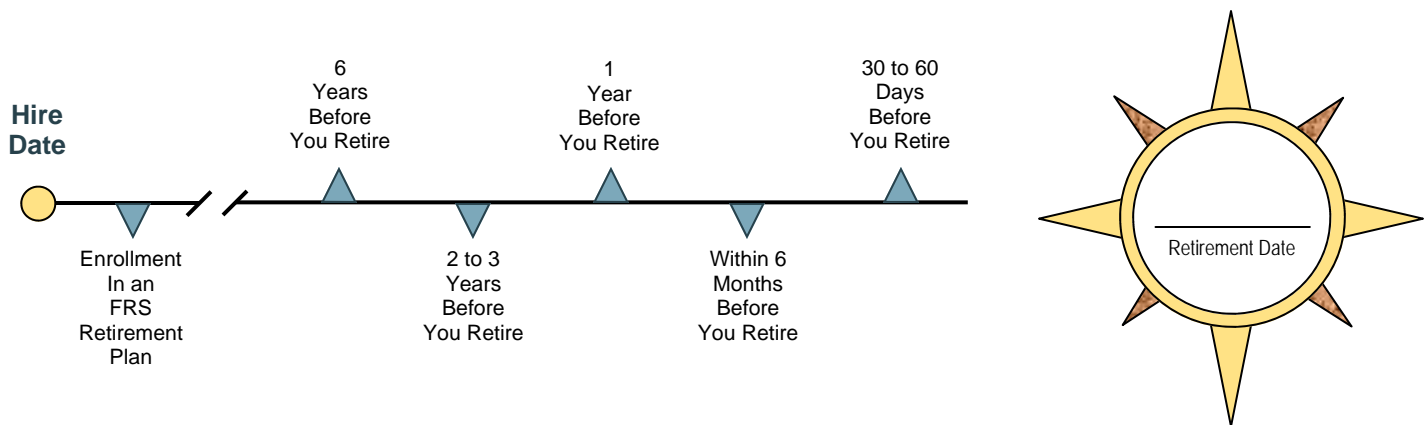 Hire
Date
Enrollment
In an
FRS
Retirement
Plan
6
Years
Before
You Retire
2 to 3
Years
Before
You Retire
1
Year
Before
You Retire
Within 6
Months
Before
You Retire
30 to 60
Days
Before
You Retire
Retirement Date